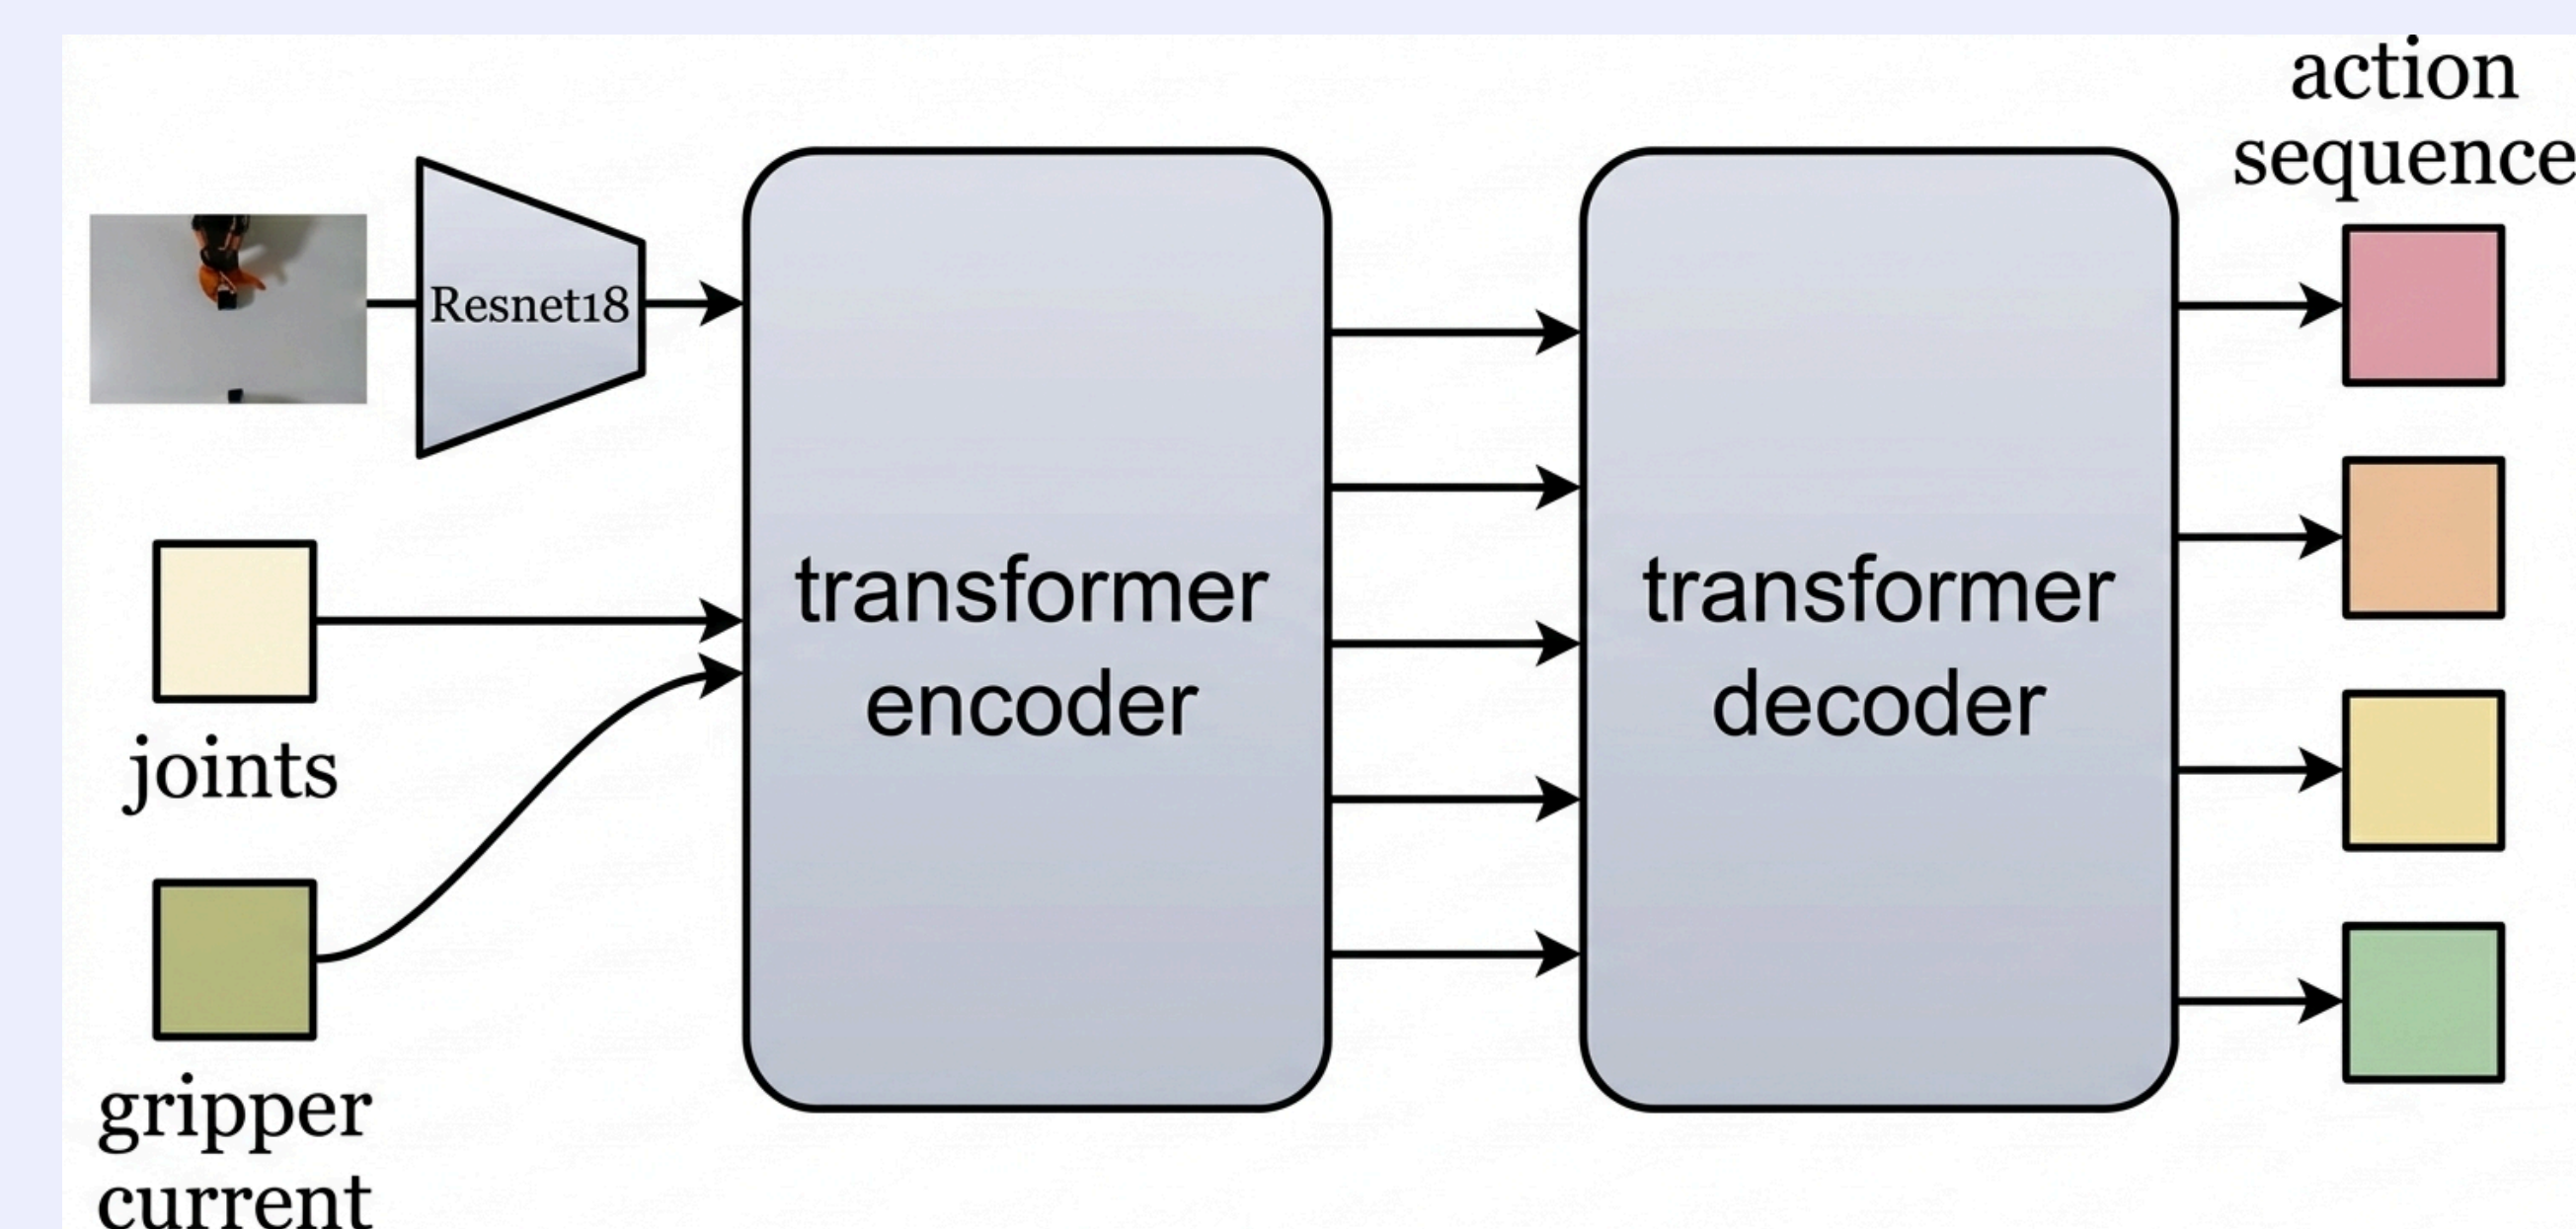 action
sequence
Resnet18
transformer
encoder
transformer
decoder
joints
gripper
current